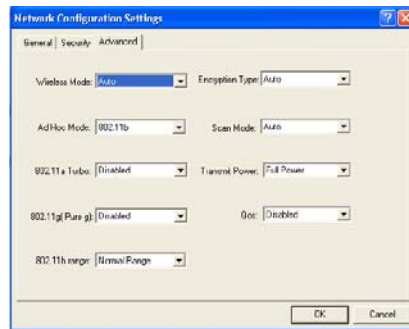 Network Configuration Settings
General Security Advanced
Wireless Mode: Auto Encryption Type: Auto
Ad Hoc Mode: 802.11b Scan Mode: Auto
802.11a Turbo: Disabled Transmit Power: Full Power
802.11g(Pure g): Disabled Qos: Disabled
802.11b range: Normal Range
OK Cancel